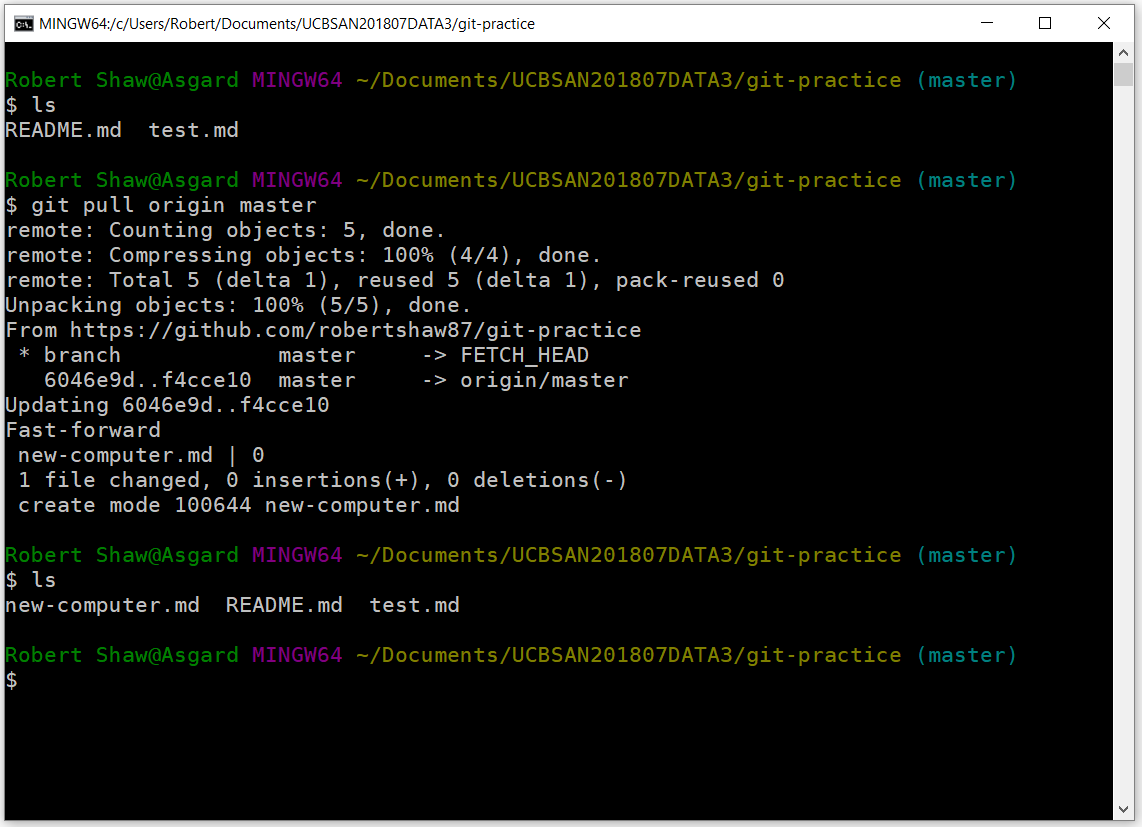 MINGW64:/c/Users/Robert/Documents/UCBSAN201807DATA3/git-practice
Robert Shaw@Asgard MINGW64 ~/Documents/UCBSAN201807DATA3/git-practice (master)
$ ls
README.md  test.md
Robert Shaw@Asgard MINGW64 ~/Documents/UCBSAN201807DATA3/git-practice (master)
$ git pull origin master
remote: Counting objects: 5, done.
remote: Compressing objects: 100% (4/4), done.
remote: Total 5 (delta 1), reused 5 (delta 1), pack-reused 0
Unpacking objects: 100% (5/5), done.
From https://github.com/robertshaw87/git-practice
 * branch            master     -> FETCH_HEAD
   6046e9d..f4cce10  master     -> origin/master
Updating 6046e9d..f4cce10
Fast-forward
 new-computer.md | 0
 1 file changed, 0 insertions(+), 0 deletions(-)
 create mode 100644 new-computer.md
Robert Shaw@Asgard MINGW64 ~/Documents/UCBSAN201807DATA3/git-practice (master)
$ ls
new-computer.md  README.md  test.md
Robert Shaw@Asgard MINGW64 ~/Documents/UCBSAN201807DATA3/git-practice (master)
$